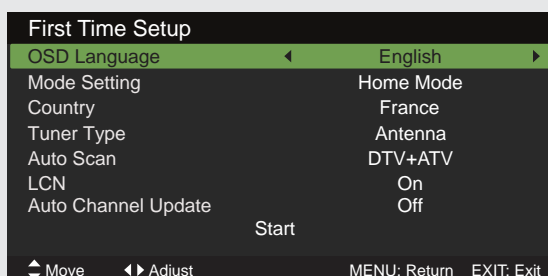 First Time Setup
OSD Language English
Mode Setting Home Mode
Country France
Tuner Type Antenna
Auto Scan DTV+ATV
LCN On
Auto Channel Update Off
Start
Move Adjust MENU: Return EXIT: Exit